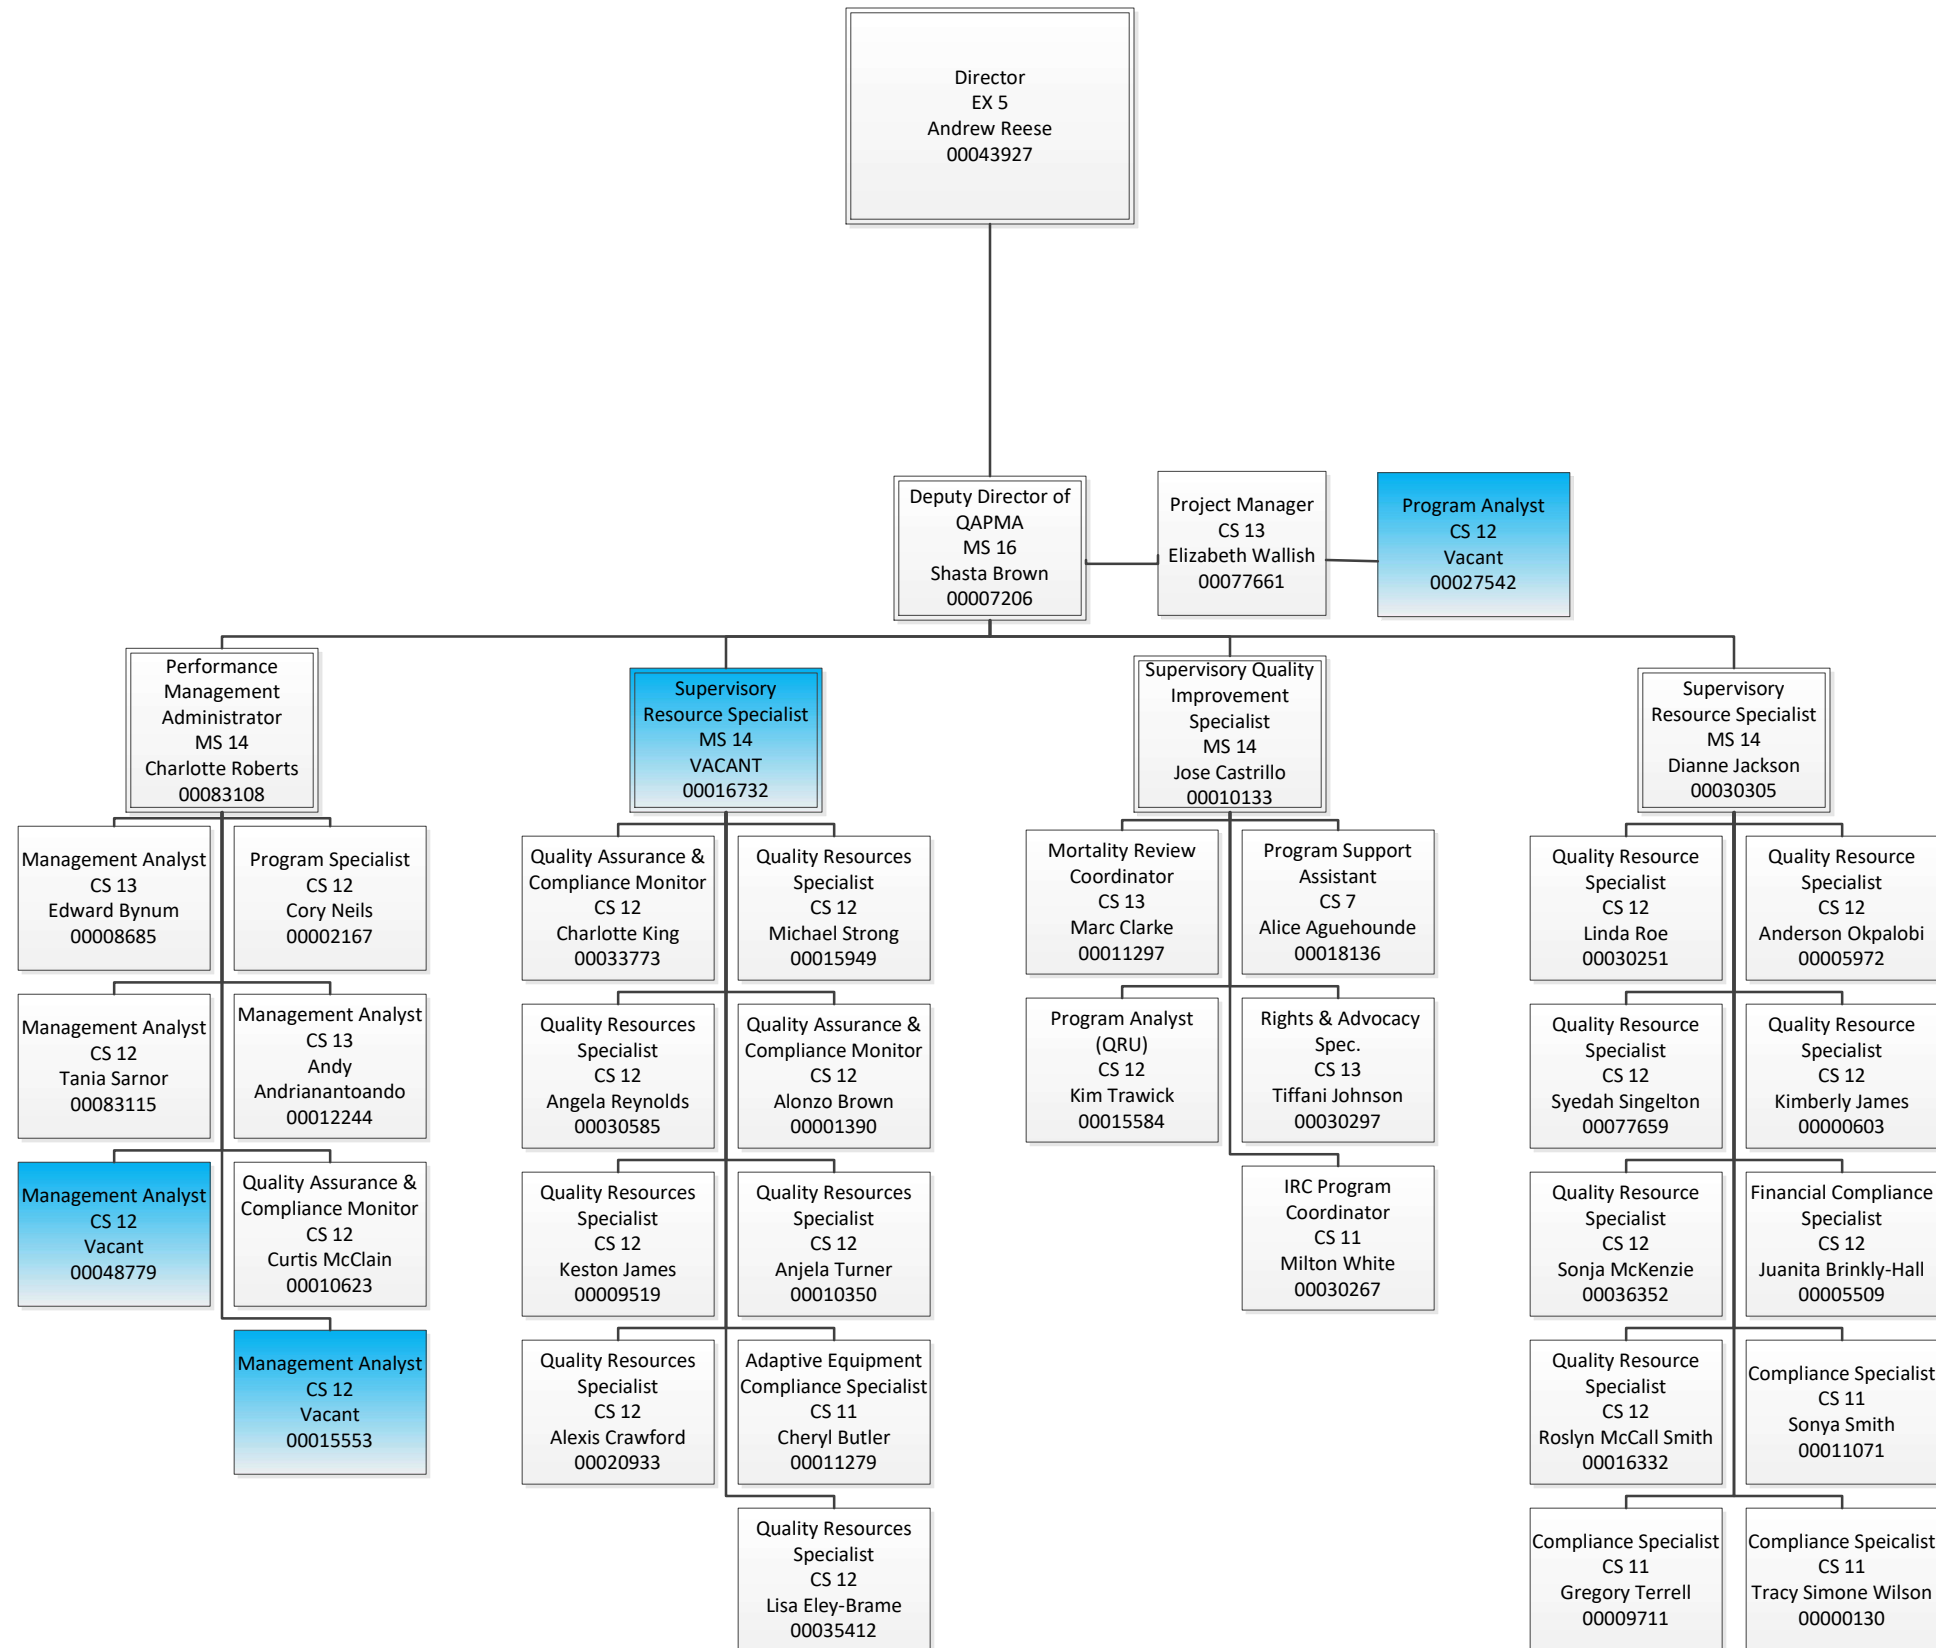 Director
EX 5
Andrew Reese
00043927
Deputy Director of
QAPMA
MS 16
Shasta Brown
00007206
Project Manager
CS 13
Elizabeth Wallish
00077661
Program Analyst
CS 12
Vacant
00027542
Performance
Management
Administrator
MS 14
Charlotte Roberts
00083108
Supervisory
Resource Specialist
MS 14
VACANT
00016732
Supervisory Quality
Improvement
Specialist
MS 14
Jose Castrillo
00010133
Supervisory
Resource Specialist
MS 14
Dianne Jackson
00030305
Management Analyst
CS 13
Edward Bynum
00008685
Program Specialist
CS 12
Cory Neils
00002167
Management Analyst
CS 12
Tania Sarnor
00083115
Management Analyst
CS 13
Andy
Andrianantoando
00012244
Management Analyst
CS 12
Vacant
00048779
Quality Assurance &
Compliance Monitor
CS 12
Curtis McClain
00010623
Management Analyst
CS 12
Vacant
00015553
Quality Assurance &
Compliance Monitor
CS 12
Charlotte King
00033773
Quality Resources
Specialist
CS 12
Michael Strong
00015949
Quality Resources
Specialist
CS 12
Angela Reynolds
00030585
Quality Assurance &
Compliance Monitor
CS 12
Alonzo Brown
00001390
Quality Resources
Specialist
CS 12
Keston James
00009519
Quality Resources
Specialist
CS 12
Anjela Turner
00010350
Quality Resources
Specialist
CS 12
Alexis Crawford
00020933
Adaptive Equipment
Compliance Specialist
CS 11
Cheryl Butler
00011279
Quality Resources
Specialist
CS 12
Lisa Eley-Brame
00035412
Mortality Review
Coordinator
CS 13
Marc Clarke
00011297
Program Support
Assistant
CS 7
Alice Aguehounde
00018136
Program Analyst
(QRU)
CS 12
Kim Trawick
00015584
Rights & Advocacy
Spec.
CS 13
Tiffani Johnson
00030297
IRC Program
Coordinator
CS 11
Milton White
00030267
Quality Resource
Specialist
CS 12
Linda Roe
00030251
Quality Resource
Specialist
CS 12
Anderson Okpalobi
00005972
Quality Resource
Specialist
CS 12
Syedah Singelton
00077659
Quality Resource
Specialist
CS 12
Kimberly James
00000603
Quality Resource
Specialist
CS 12
Sonja McKenzie
00036352
Financial Compliance
Specialist
CS 12
Juanita Brinkly-Hall
00005509
Quality Resource
Specialist
CS 12
Roslyn McCall Smith
00016332
Compliance Specialist
CS 11
Sonya Smith
00011071
Compliance Specialist
CS 11
Gregory Terrell
00009711
Compliance Speicalist
CS 11
Tracy Simone Wilson
00000130